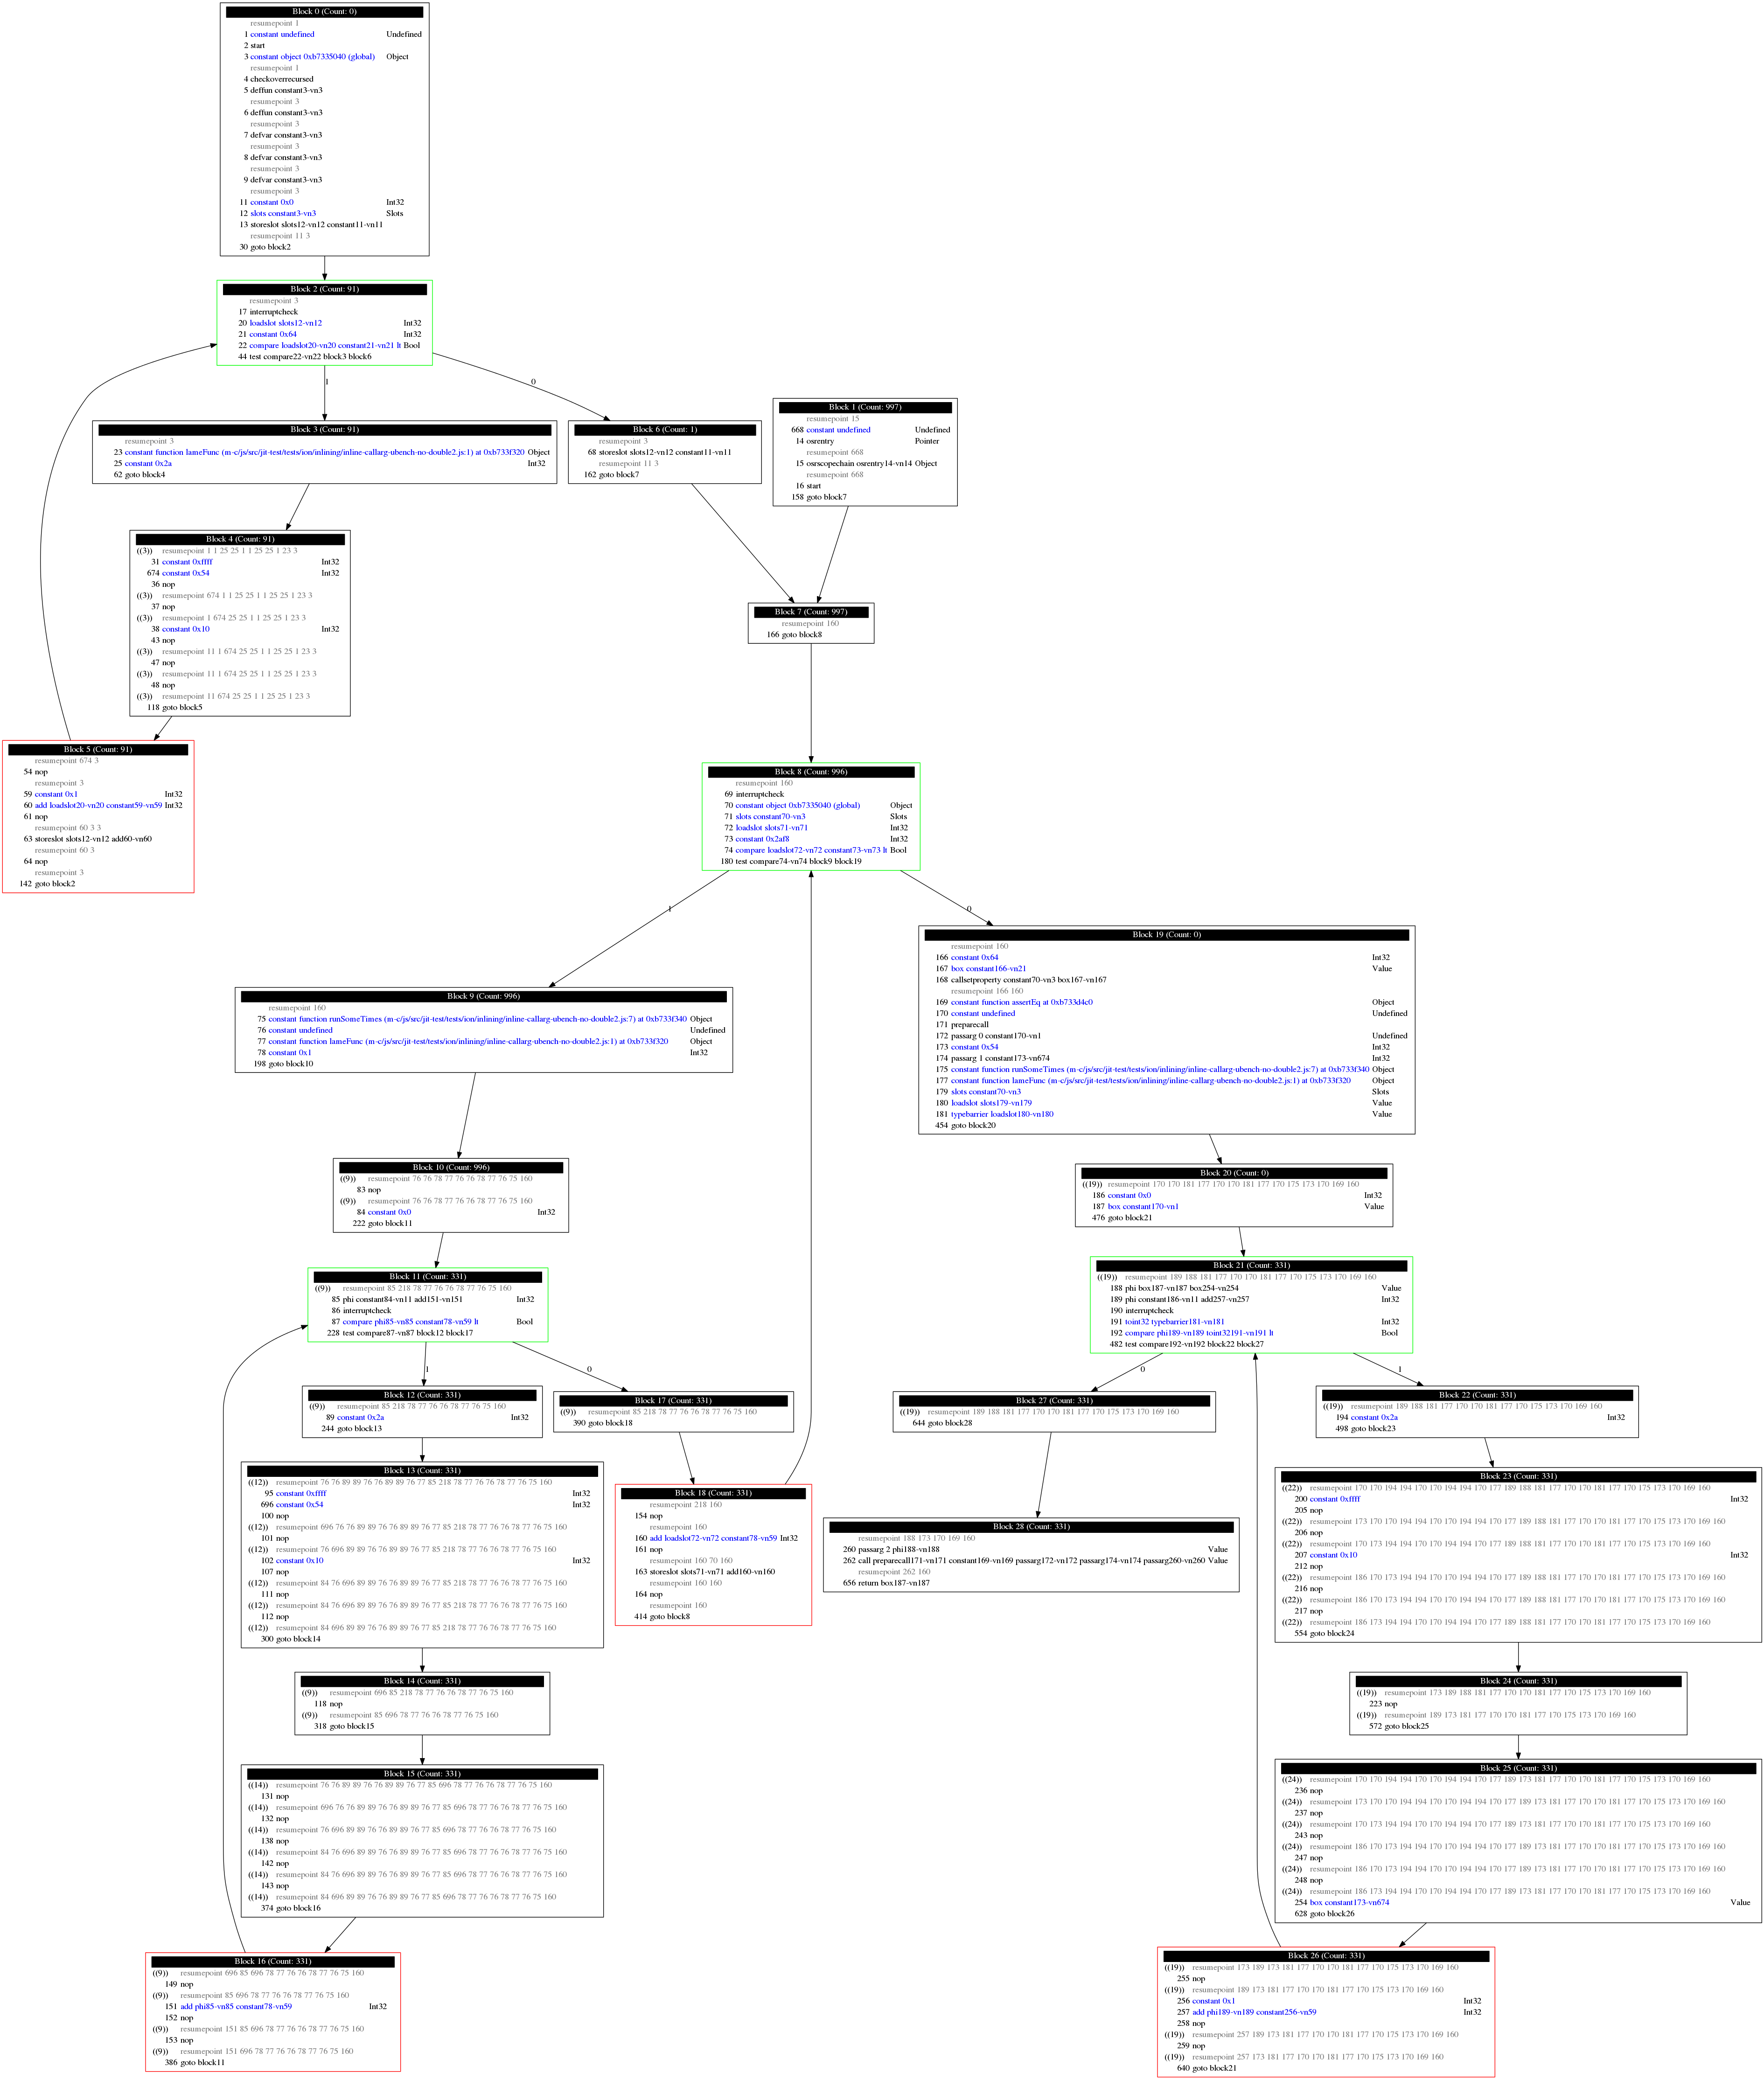 Block 0 (Count: 0)
resumepoint 1
1 constant undefined Undefined
2 start
3 constant object 0xb7335040 (global) Object
resumepoint 1
4 checkoverrecursed
5 deffun constant3-vn3
resumepoint 3
6 deffun constant3-vn3
resumepoint 3
7 defvar constant3-vn3
resumepoint 3
8 defvar constant3-vn3
resumepoint 3
9 defvar constant3-vn3
resumepoint 3
11 constant 0x0 Int32
12 slots constant3-vn3 Slots
13 storeslot slots12-vn12 constant11-vn11
resumepoint 11 3
30 goto block2
Block 2 (Count: 91)
resumepoint 3
17 interruptcheck
20 loadslot slots12-vn12 Int32
21 constant 0x64 Int32
22 compare loadslot20-vn20 constant21-vn21 lt Bool
44 test compare22-vn22 block3 block6
1
0
Block 3 (Count: 91)
resumepoint 3
23 constant function lameFunc (m-c/js/src/jit-test/tests/ion/inlining/inline-callarg-ubench-no-double2.js:1) at 0xb733f320 Object
25 constant 0x2a Int32
62 goto block4
Block 6 (Count: 1)
resumepoint 3
68 storeslot slots12-vn12 constant11-vn11
resumepoint 11 3
162 goto block7
Block 1 (Count: 997)
resumepoint 15
668 constant undefined Undefined
14 osrentry Pointer
resumepoint 668
15 osrscopechain osrentry14-vn14 Object
resumepoint 668
16 start
158 goto block7
Block 4 (Count: 91)
((3)) resumepoint 1 1 25 25 1 1 25 25 1 23 3
31 constant 0xffff Int32
674 constant 0x54 Int32
36 nop
((3)) resumepoint 674 1 1 25 25 1 1 25 25 1 23 3
37 nop
((3)) resumepoint 1 674 25 25 1 1 25 25 1 23 3
38 constant 0x10 Int32
43 nop
((3)) resumepoint 11 1 674 25 25 1 1 25 25 1 23 3
47 nop
((3)) resumepoint 11 1 674 25 25 1 1 25 25 1 23 3
48 nop
((3)) resumepoint 11 674 25 25 1 1 25 25 1 23 3
118 goto block5
Block 7 (Count: 997)
resumepoint 160
166 goto block8
Block 5 (Count: 91)
resumepoint 674 3
54 nop
resumepoint 3
59 constant 0x1 Int32
60 add loadslot20-vn20 constant59-vn59 Int32
61 nop
resumepoint 60 3 3
63 storeslot slots12-vn12 add60-vn60
resumepoint 60 3
64 nop
resumepoint 3
142 goto block2
Block 8 (Count: 996)
resumepoint 160
69 interruptcheck
70 constant object 0xb7335040 (global) Object
71 slots constant70-vn3 Slots
72 loadslot slots71-vn71 Int32
73 constant 0x2af8 Int32
74 compare loadslot72-vn72 constant73-vn73 lt Bool
180 test compare74-vn74 block9 block19
1
0
Block 9 (Count: 996)
resumepoint 160
75 constant function runSomeTimes (m-c/js/src/jit-test/tests/ion/inlining/inline-callarg-ubench-no-double2.js:7) at 0xb733f340 Object
76 constant undefined Undefined
77 constant function lameFunc (m-c/js/src/jit-test/tests/ion/inlining/inline-callarg-ubench-no-double2.js:1) at 0xb733f320 Object
78 constant 0x1 Int32
198 goto block10
Block 19 (Count: 0)
resumepoint 160
166 constant 0x64 Int32
167 box constant166-vn21 Value
168 callsetproperty constant70-vn3 box167-vn167
resumepoint 166 160
169 constant function assertEq at 0xb733d4c0 Object
170 constant undefined Undefined
171 preparecall
172 passarg 0 constant170-vn1 Undefined
173 constant 0x54 Int32
174 passarg 1 constant173-vn674 Int32
175 constant function runSomeTimes (m-c/js/src/jit-test/tests/ion/inlining/inline-callarg-ubench-no-double2.js:7) at 0xb733f340 Object
177 constant function lameFunc (m-c/js/src/jit-test/tests/ion/inlining/inline-callarg-ubench-no-double2.js:1) at 0xb733f320 Object
179 slots constant70-vn3 Slots
180 loadslot slots179-vn179 Value
181 typebarrier loadslot180-vn180 Value
454 goto block20
Block 10 (Count: 996)
((9)) resumepoint 76 76 78 77 76 76 78 77 76 75 160
83 nop
((9)) resumepoint 76 76 78 77 76 76 78 77 76 75 160
84 constant 0x0 Int32
222 goto block11
Block 20 (Count: 0)
((19)) resumepoint 170 170 181 177 170 170 181 177 170 175 173 170 169 160
186 constant 0x0 Int32
187 box constant170-vn1 Value
476 goto block21
Block 11 (Count: 331)
((9)) resumepoint 85 218 78 77 76 76 78 77 76 75 160
85 phi constant84-vn11 add151-vn151 Int32
86 interruptcheck
87 compare phi85-vn85 constant78-vn59 lt Bool
228 test compare87-vn87 block12 block17
1
0
Block 21 (Count: 331)
((19)) resumepoint 189 188 181 177 170 170 181 177 170 175 173 170 169 160
188 phi box187-vn187 box254-vn254 Value
189 phi constant186-vn11 add257-vn257 Int32
190 interruptcheck
191 toint32 typebarrier181-vn181 Int32
192 compare phi189-vn189 toint32191-vn191 lt Bool
482 test compare192-vn192 block22 block27
0
1
Block 12 (Count: 331)
((9)) resumepoint 85 218 78 77 76 76 78 77 76 75 160
89 constant 0x2a Int32
244 goto block13
Block 17 (Count: 331)
((9)) resumepoint 85 218 78 77 76 76 78 77 76 75 160
390 goto block18
Block 27 (Count: 331)
((19)) resumepoint 189 188 181 177 170 170 181 177 170 175 173 170 169 160
644 goto block28
Block 22 (Count: 331)
((19)) resumepoint 189 188 181 177 170 170 181 177 170 175 173 170 169 160
194 constant 0x2a Int32
498 goto block23
Block 13 (Count: 331)
((12)) resumepoint 76 76 89 89 76 76 89 89 76 77 85 218 78 77 76 76 78 77 76 75 160
95 constant 0xffff Int32
696 constant 0x54 Int32
100 nop
((12)) resumepoint 696 76 76 89 89 76 76 89 89 76 77 85 218 78 77 76 76 78 77 76 75 160
101 nop
((12)) resumepoint 76 696 89 89 76 76 89 89 76 77 85 218 78 77 76 76 78 77 76 75 160
102 constant 0x10 Int32
107 nop
((12)) resumepoint 84 76 696 89 89 76 76 89 89 76 77 85 218 78 77 76 76 78 77 76 75 160
111 nop
((12)) resumepoint 84 76 696 89 89 76 76 89 89 76 77 85 218 78 77 76 76 78 77 76 75 160
112 nop
((12)) resumepoint 84 696 89 89 76 76 89 89 76 77 85 218 78 77 76 76 78 77 76 75 160
300 goto block14
Block 18 (Count: 331)
resumepoint 218 160
154 nop
resumepoint 160
160 add loadslot72-vn72 constant78-vn59 Int32
161 nop
resumepoint 160 70 160
163 storeslot slots71-vn71 add160-vn160
resumepoint 160 160
164 nop
resumepoint 160
414 goto block8
Block 28 (Count: 331)
resumepoint 188 173 170 169 160
260 passarg 2 phi188-vn188 Value
262 call preparecall171-vn171 constant169-vn169 passarg172-vn172 passarg174-vn174 passarg260-vn260 Value
resumepoint 262 160
656 return box187-vn187
Block 23 (Count: 331)
((22)) resumepoint 170 170 194 194 170 170 194 194 170 177 189 188 181 177 170 170 181 177 170 175 173 170 169 160
200 constant 0xffff Int32
205 nop
((22)) resumepoint 173 170 170 194 194 170 170 194 194 170 177 189 188 181 177 170 170 181 177 170 175 173 170 169 160
206 nop
((22)) resumepoint 170 173 194 194 170 170 194 194 170 177 189 188 181 177 170 170 181 177 170 175 173 170 169 160
207 constant 0x10 Int32
212 nop
((22)) resumepoint 186 170 173 194 194 170 170 194 194 170 177 189 188 181 177 170 170 181 177 170 175 173 170 169 160
216 nop
((22)) resumepoint 186 170 173 194 194 170 170 194 194 170 177 189 188 181 177 170 170 181 177 170 175 173 170 169 160
217 nop
((22)) resumepoint 186 173 194 194 170 170 194 194 170 177 189 188 181 177 170 170 181 177 170 175 173 170 169 160
554 goto block24
Block 14 (Count: 331)
((9)) resumepoint 696 85 218 78 77 76 76 78 77 76 75 160
118 nop
((9)) resumepoint 85 696 78 77 76 76 78 77 76 75 160
318 goto block15
Block 24 (Count: 331)
((19)) resumepoint 173 189 188 181 177 170 170 181 177 170 175 173 170 169 160
223 nop
((19)) resumepoint 189 173 181 177 170 170 181 177 170 175 173 170 169 160
572 goto block25
Block 15 (Count: 331)
((14)) resumepoint 76 76 89 89 76 76 89 89 76 77 85 696 78 77 76 76 78 77 76 75 160
131 nop
((14)) resumepoint 696 76 76 89 89 76 76 89 89 76 77 85 696 78 77 76 76 78 77 76 75 160
132 nop
((14)) resumepoint 76 696 89 89 76 76 89 89 76 77 85 696 78 77 76 76 78 77 76 75 160
138 nop
((14)) resumepoint 84 76 696 89 89 76 76 89 89 76 77 85 696 78 77 76 76 78 77 76 75 160
142 nop
((14)) resumepoint 84 76 696 89 89 76 76 89 89 76 77 85 696 78 77 76 76 78 77 76 75 160
143 nop
((14)) resumepoint 84 696 89 89 76 76 89 89 76 77 85 696 78 77 76 76 78 77 76 75 160
374 goto block16
Block 25 (Count: 331)
((24)) resumepoint 170 170 194 194 170 170 194 194 170 177 189 173 181 177 170 170 181 177 170 175 173 170 169 160
236 nop
((24)) resumepoint 173 170 170 194 194 170 170 194 194 170 177 189 173 181 177 170 170 181 177 170 175 173 170 169 160
237 nop
((24)) resumepoint 170 173 194 194 170 170 194 194 170 177 189 173 181 177 170 170 181 177 170 175 173 170 169 160
243 nop
((24)) resumepoint 186 170 173 194 194 170 170 194 194 170 177 189 173 181 177 170 170 181 177 170 175 173 170 169 160
247 nop
((24)) resumepoint 186 170 173 194 194 170 170 194 194 170 177 189 173 181 177 170 170 181 177 170 175 173 170 169 160
248 nop
((24)) resumepoint 186 173 194 194 170 170 194 194 170 177 189 173 181 177 170 170 181 177 170 175 173 170 169 160
254 box constant173-vn674 Value
628 goto block26
Block 16 (Count: 331)
((9)) resumepoint 696 85 696 78 77 76 76 78 77 76 75 160
149 nop
((9)) resumepoint 85 696 78 77 76 76 78 77 76 75 160
151 add phi85-vn85 constant78-vn59 Int32
152 nop
((9)) resumepoint 151 85 696 78 77 76 76 78 77 76 75 160
153 nop
((9)) resumepoint 151 696 78 77 76 76 78 77 76 75 160
386 goto block11
Block 26 (Count: 331)
((19)) resumepoint 173 189 173 181 177 170 170 181 177 170 175 173 170 169 160
255 nop
((19)) resumepoint 189 173 181 177 170 170 181 177 170 175 173 170 169 160
256 constant 0x1 Int32
257 add phi189-vn189 constant256-vn59 Int32
258 nop
((19)) resumepoint 257 189 173 181 177 170 170 181 177 170 175 173 170 169 160
259 nop
((19)) resumepoint 257 173 181 177 170 170 181 177 170 175 173 170 169 160
640 goto block21